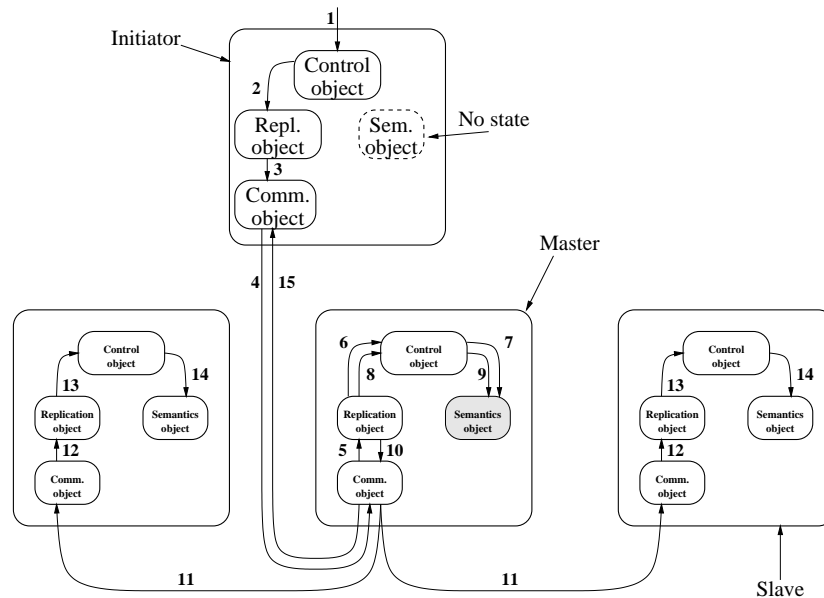 1
Initiator
Control
object
2
Repl.
object
Sem.
object
No state
3
Comm.
object
Master
4
15
Control
object
13
14
Replication
object
Semantics
object
12
Comm.
object
6
Control
object
7
8
9
Replication
object
Semantics
object
5
10
Comm.
object
Control
object
13
14
Replication
object
Semantics
object
12
Comm.
object
11
11
Slave